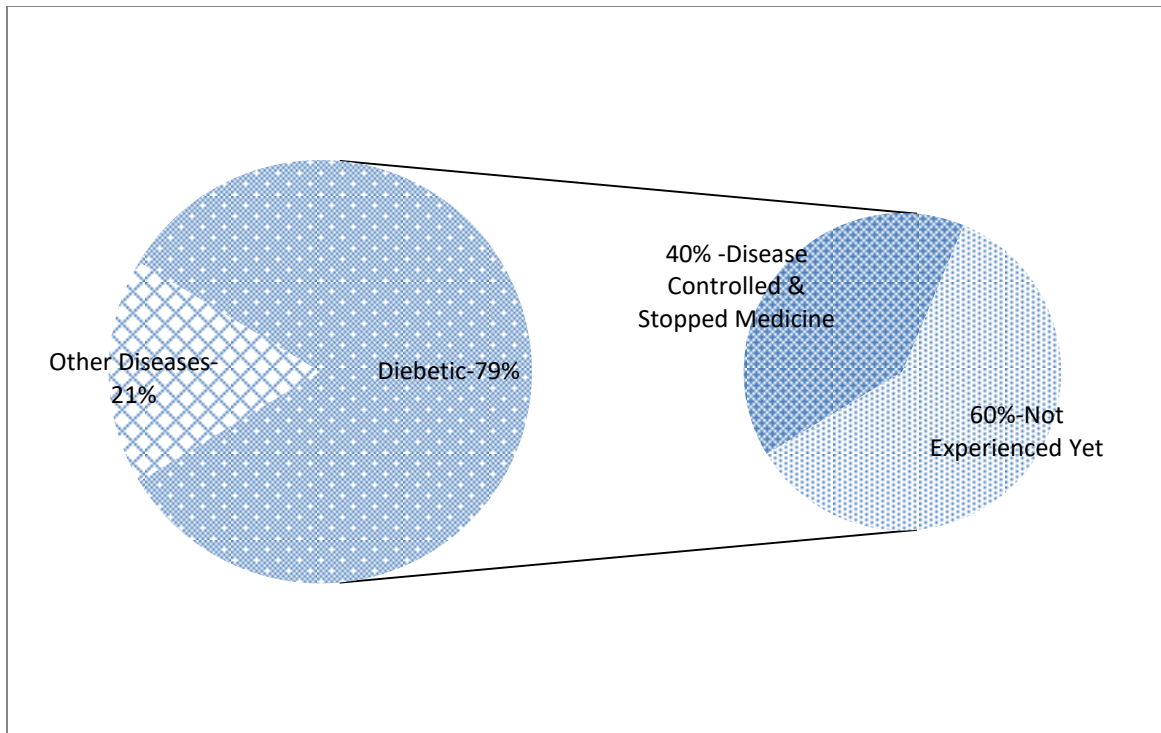 Other Diseases-
21%
Diebetic-79%
40% -Disease
Controlled &
Stopped Medicine
60%-Not
Experienced Yet